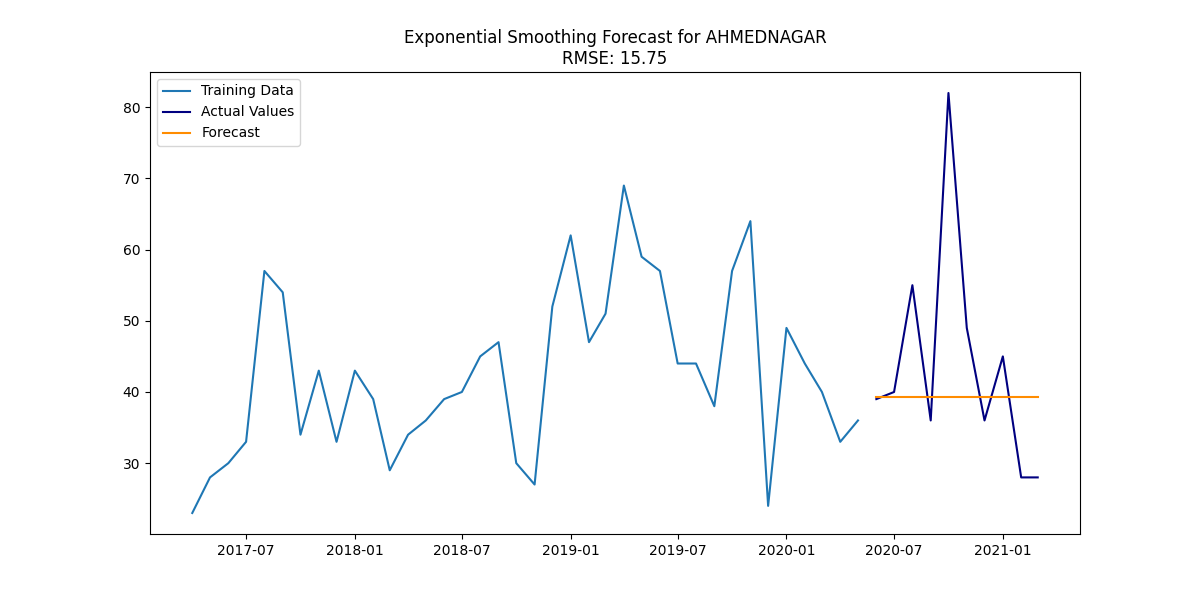 Exponential Smoothing Forecast for AHMEDNAGAR
RMSE: 15.75
Training Data
Actual Values
Forecast
80
70
60
50
40
30
2017-07 2018-01 2018-07 2019-01 2019-07 2020-01 2020-07 2021-01